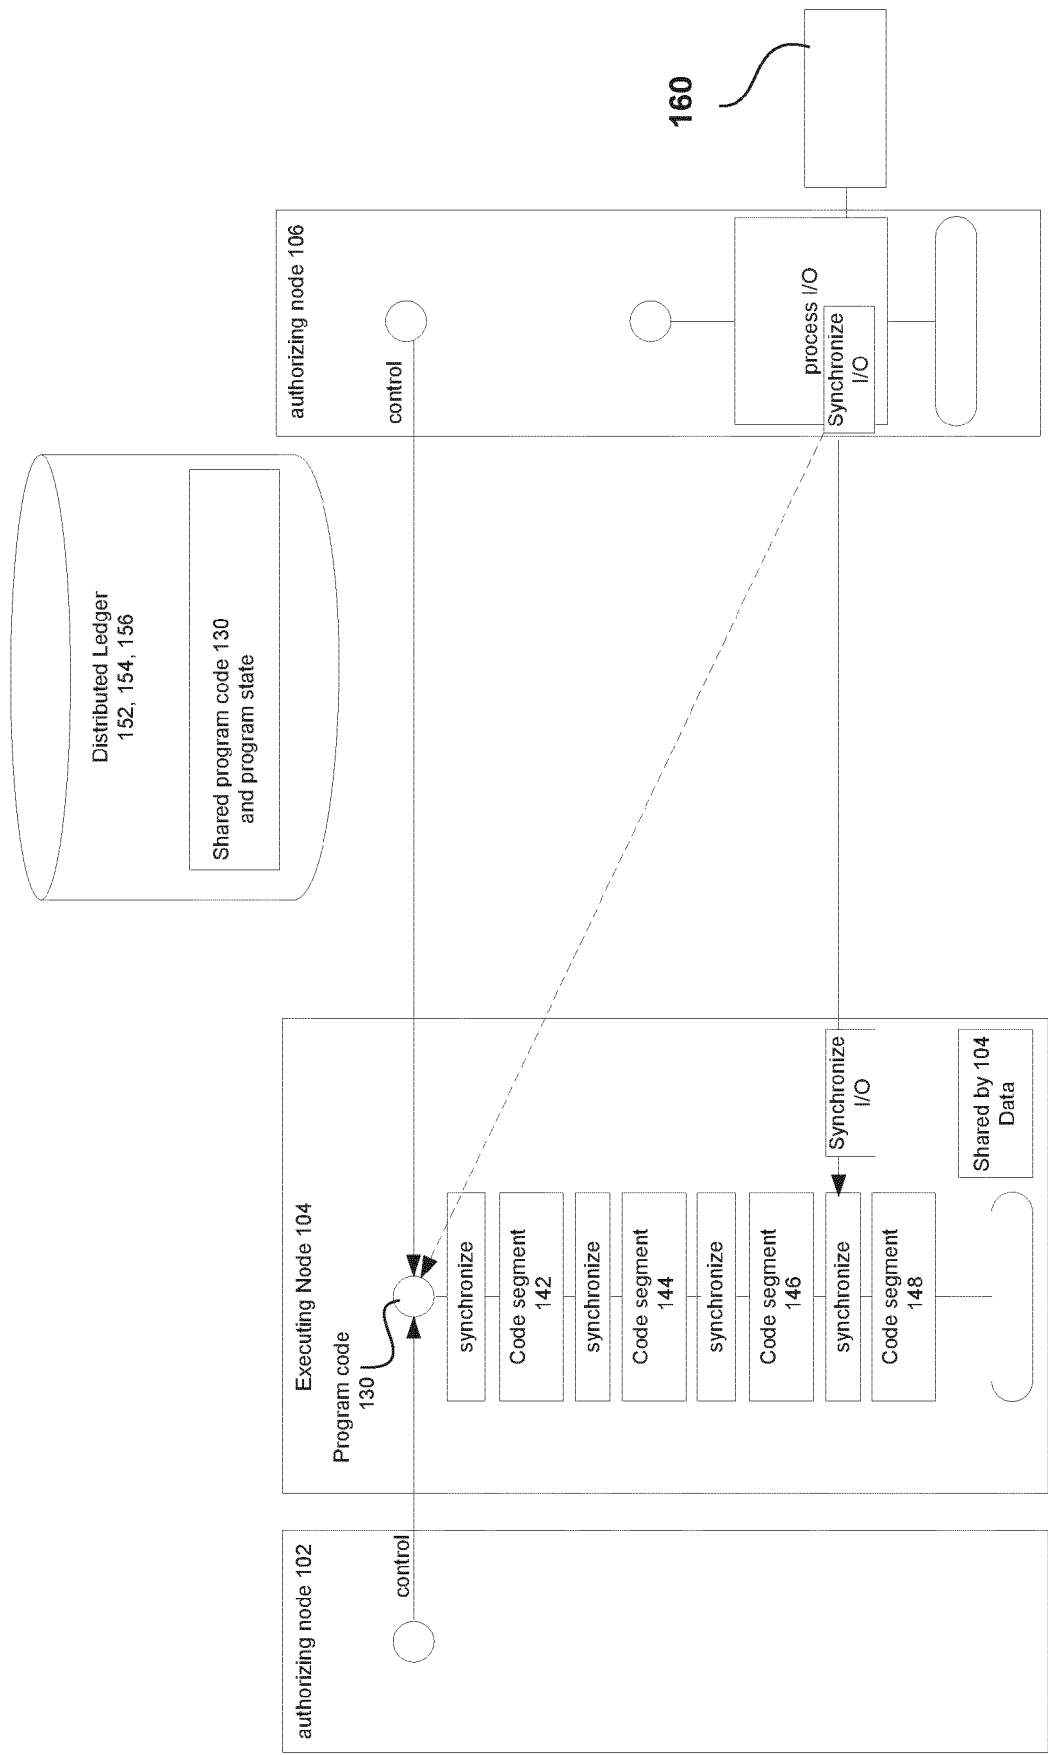 Distributed Ledger
152, 154, 156
Shared program code 130
and program state
authorizing node 102
control
Executing Node 104
Program code
130
synchronize
Code segment
142
synchronize
Code segment
144
synchronize
Code segment
146
synchronize
Code segment
148
Synchronize
I/O
Shared by 104
Data
authorizing node 106
control
process I/O
Synchronize
I/O
160